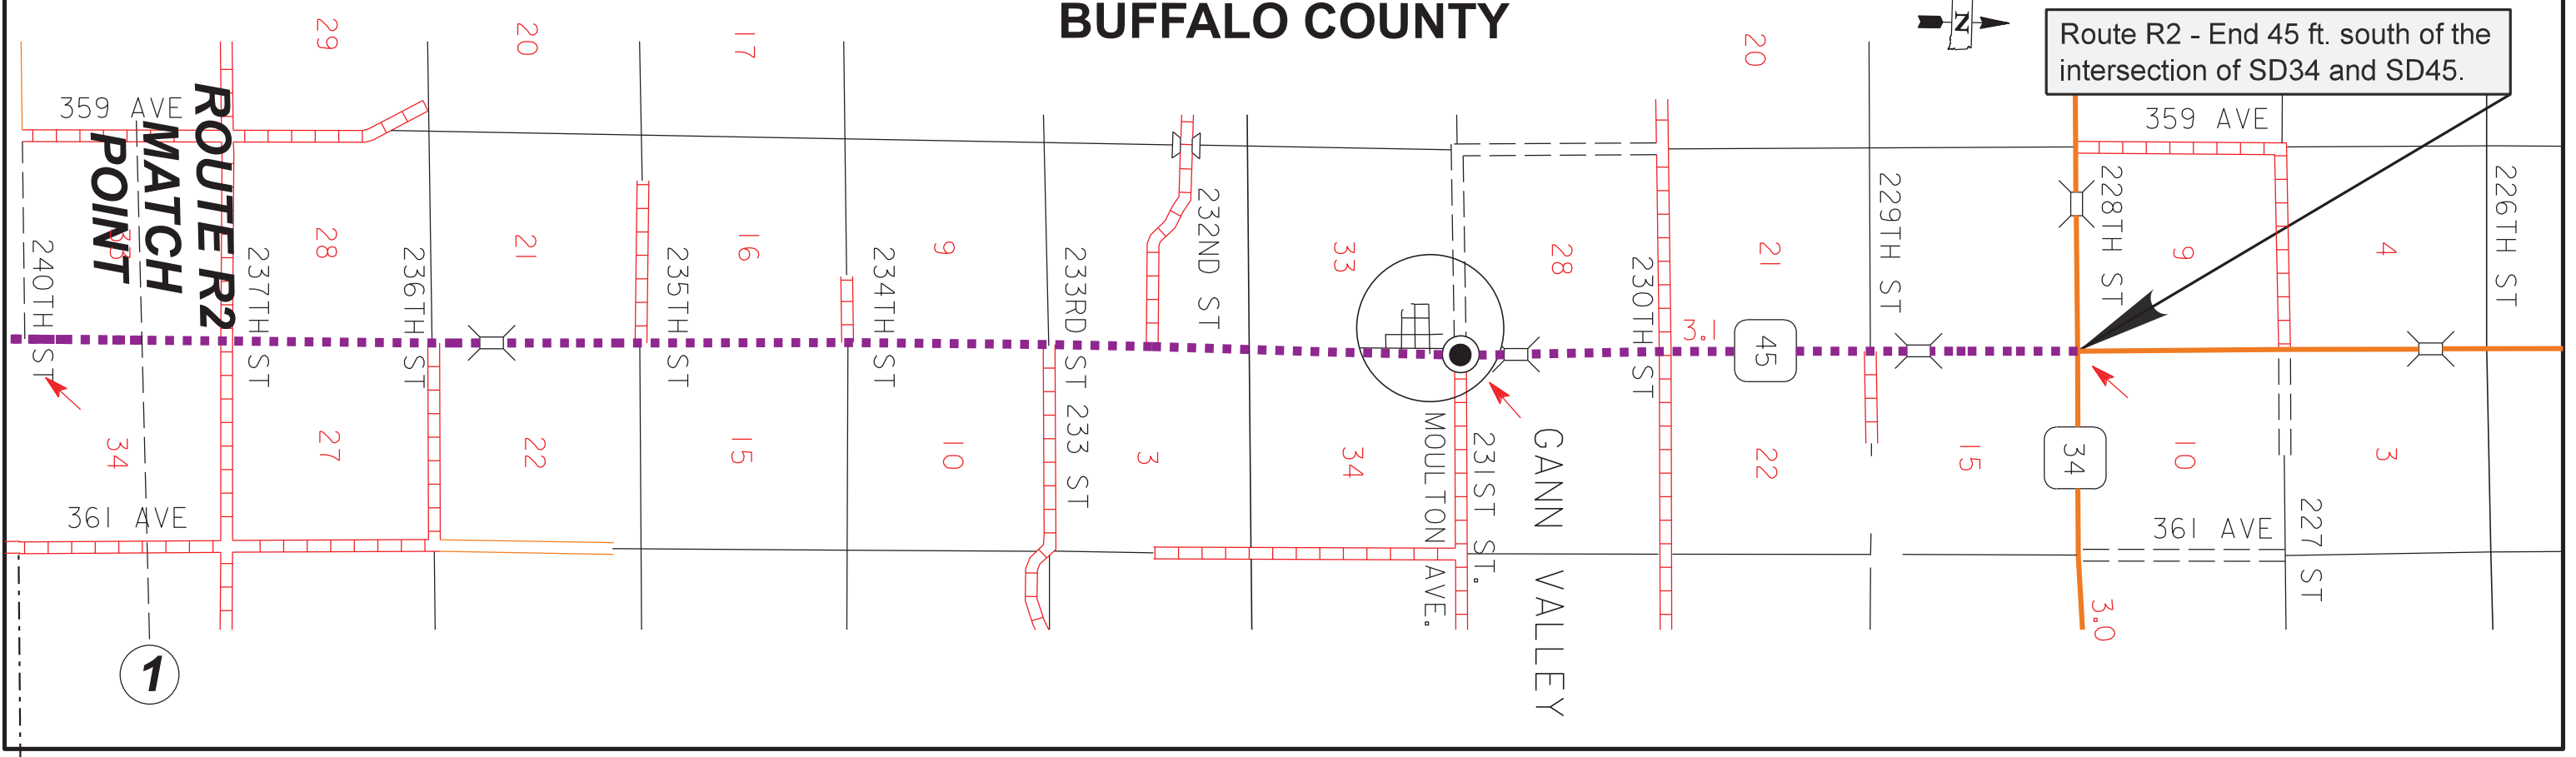 BUFFALO COUNTY
N
Route R2 - End 45 ft. south of the
intersection of SD34 and SD45.
29
20
17
20
359 AVE
359 AVE
ROUTE R2
MATCH
POINT
33
28
21
16
9
33
28
21
9
4
240TH ST
237TH ST
236TH ST
235TH ST
234TH ST
233RD ST
232ND ST
230TH ST
229TH ST
228TH ST
226TH ST
3.1
45
34
27
22
15
10
233 ST
3
34
MOULTON AVE.
231ST ST.
GANN VALLEY
22
15
34
10
3
361 AVE
361 AVE
227 ST
3.0
1